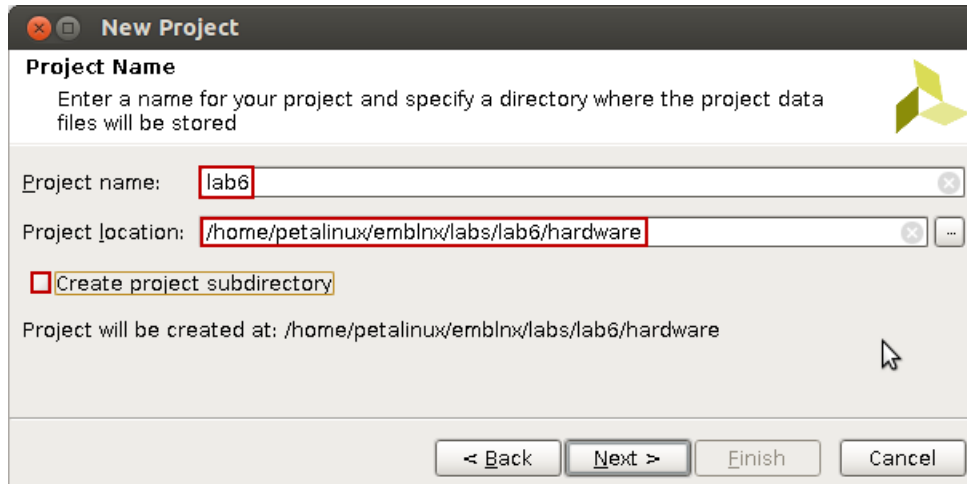 New Project
Project Name
Enter a name for your project and specify a directory where the project data
files will be stored
Project name: lab6
Project location: /home/petalinux/emblnx/labs/lab6/hardware ...
Create project subdirectory
Project will be created at: /home/petalinux/emblnx/labs/lab6/hardware
< Back Next > Finish Cancel